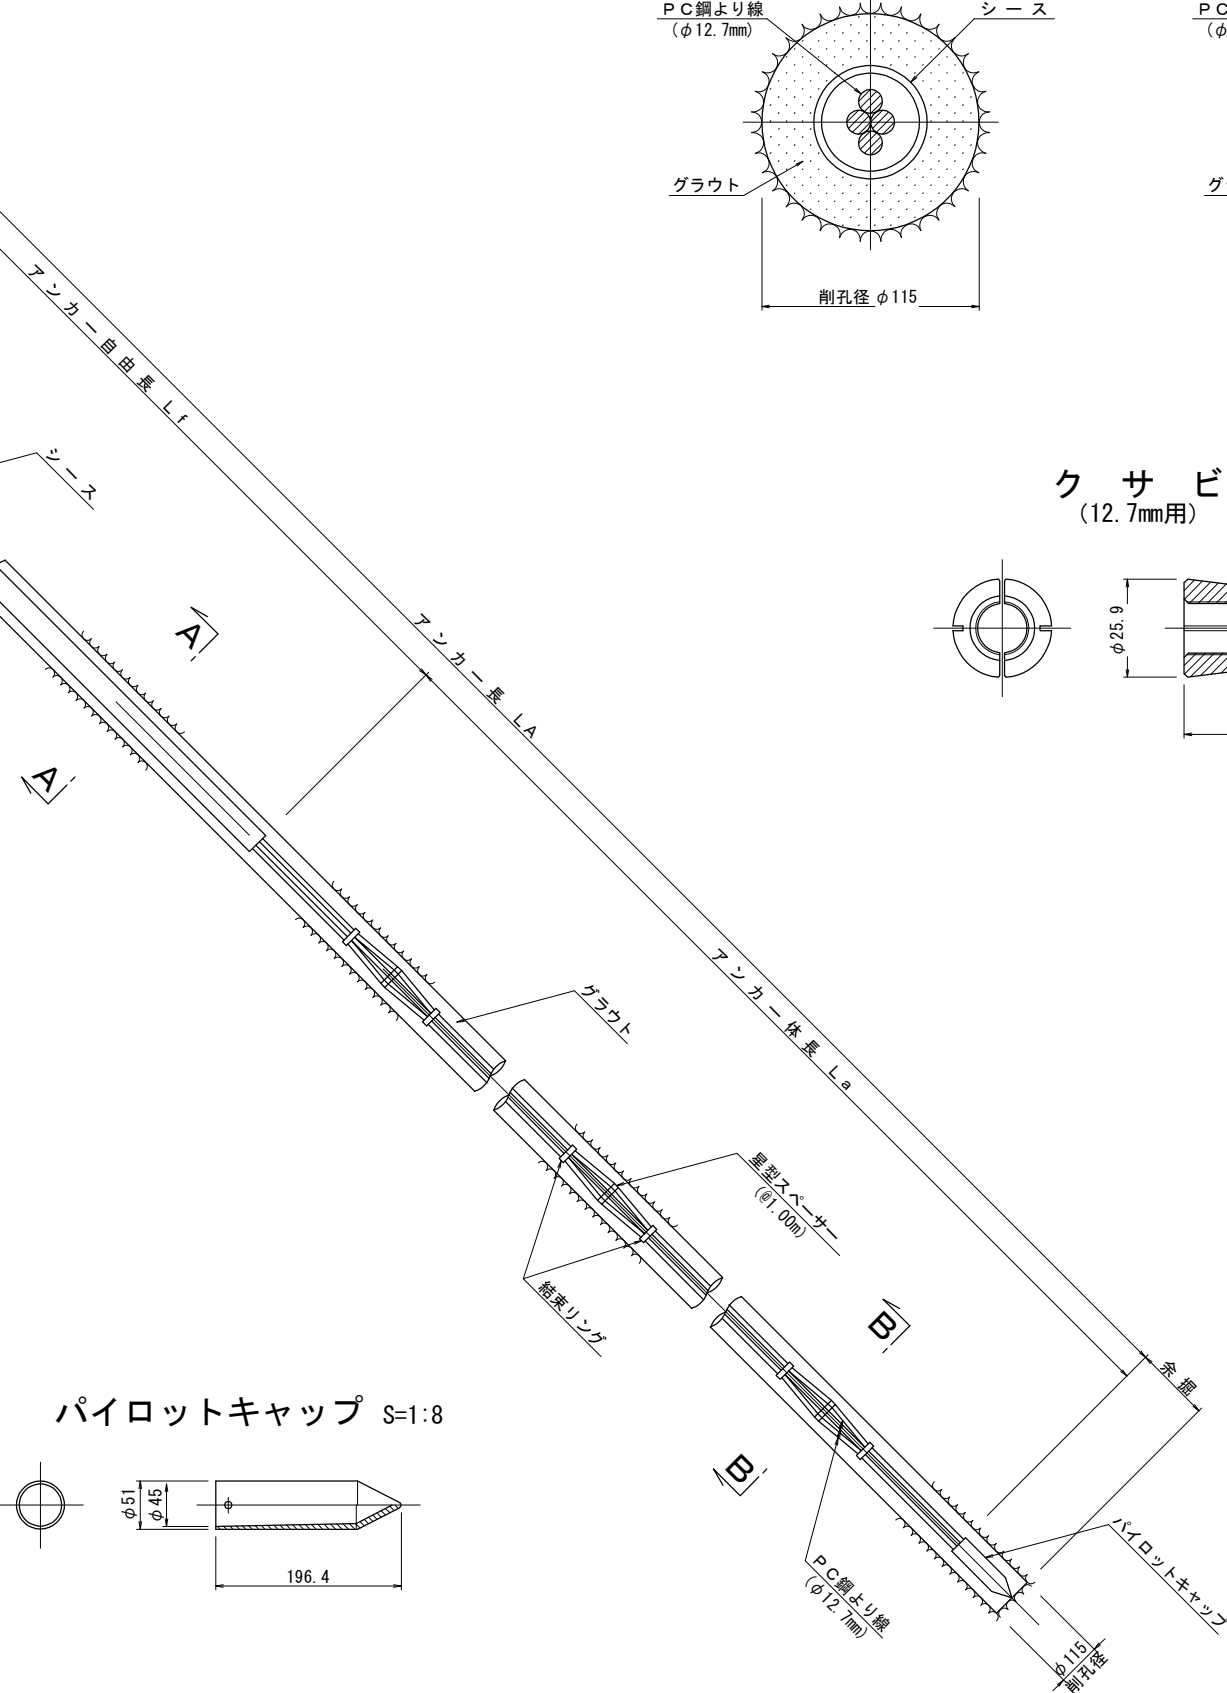 ＰＣ鋼より線
(φ12.7mm)
シース
ＰＣ
(φ
グラウト
グ
削孔径 φ115
アンカー自由長 Lf
シース
アンカー長 LA
クサビ
(12.7mm用)
φ25.9
A
A
アンカー体長 La
グラウト
星型スペーサー
(@1.00m)
結束リング
B
B
余掘
パイロットキャップ S=1:8
φ51
φ45
196.4
ＰＣ鋼より線
(φ12.7mm)
パイロットキャップ
φ115
削孔径